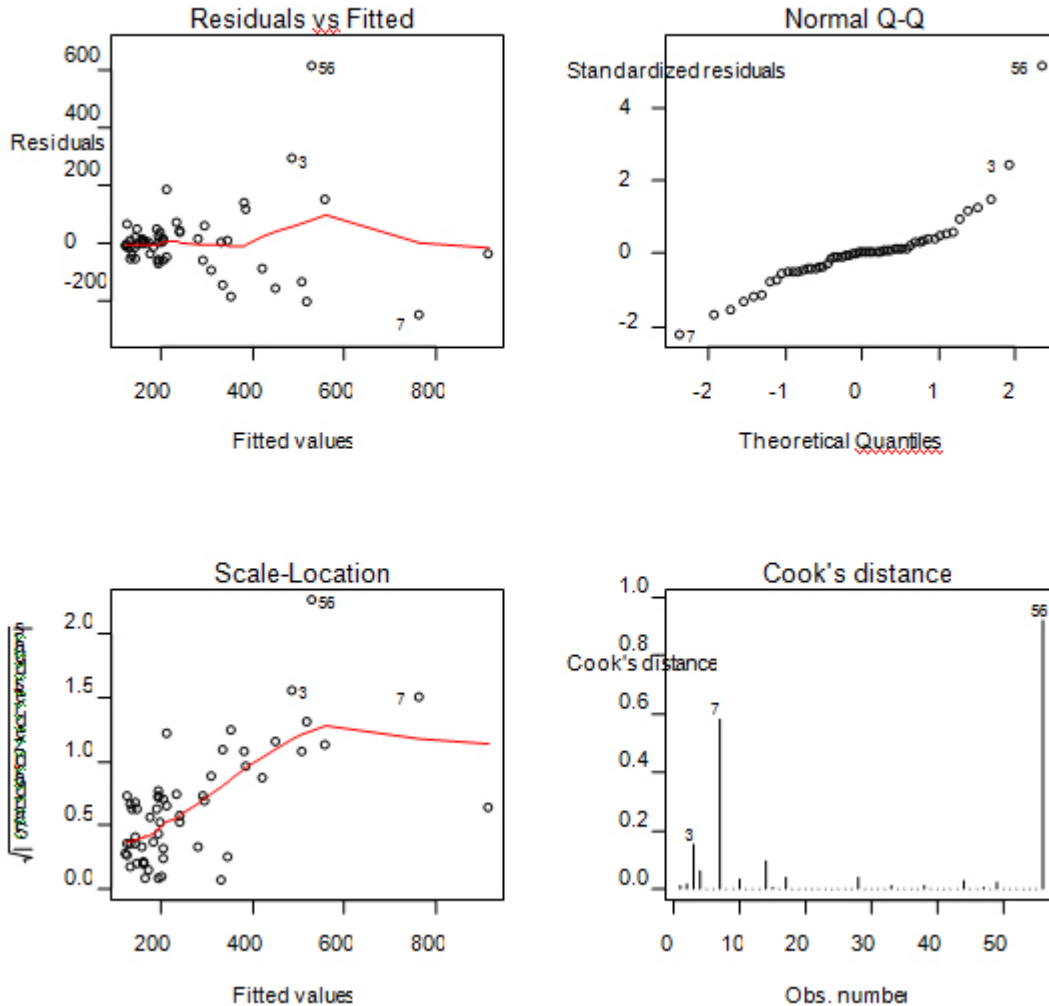 Residuals vs Fitted
600
400
Residuals
200
0
-200
56
3
7
200 400 600 800
Fitted values
Normal Q-Q
Standardized residuals
4
2
0
-2
56
3
7
-2 -1 0 1 2
Theoretical Quantiles
Scale-Location
2.0
1.5
1.0
0.5
0.0
56
3
7
200 400 600 800
Fitted values
Cook's distance
1.0
0.8
Cook's distance
0.6
0.4
0.2
0.0
56
7
3
0 10 20 30 40 50
Obs. number